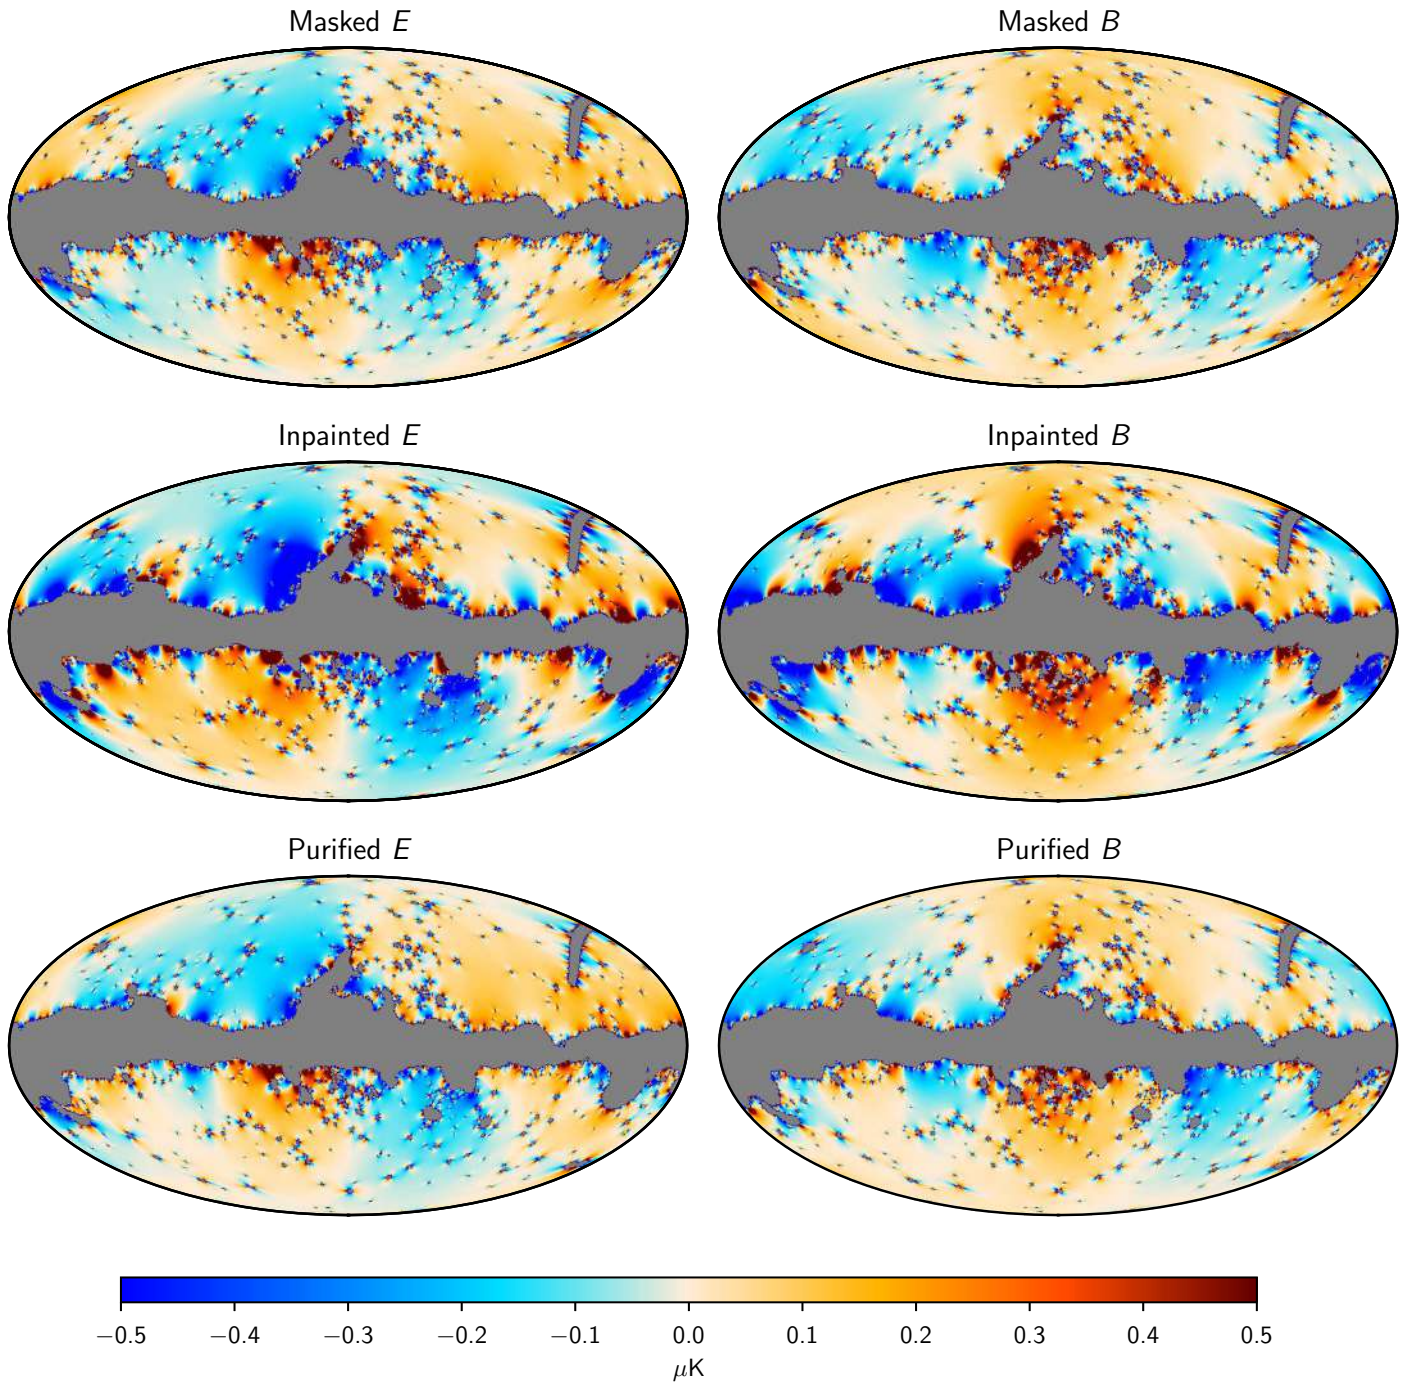 Masked E
Masked B
Inpainted E
Inpainted B
Purified E
Purified B
−0.5 −0.4 −0.3 −0.2 −0.1 0.0 0.1 0.2 0.3 0.4 0.5
μK